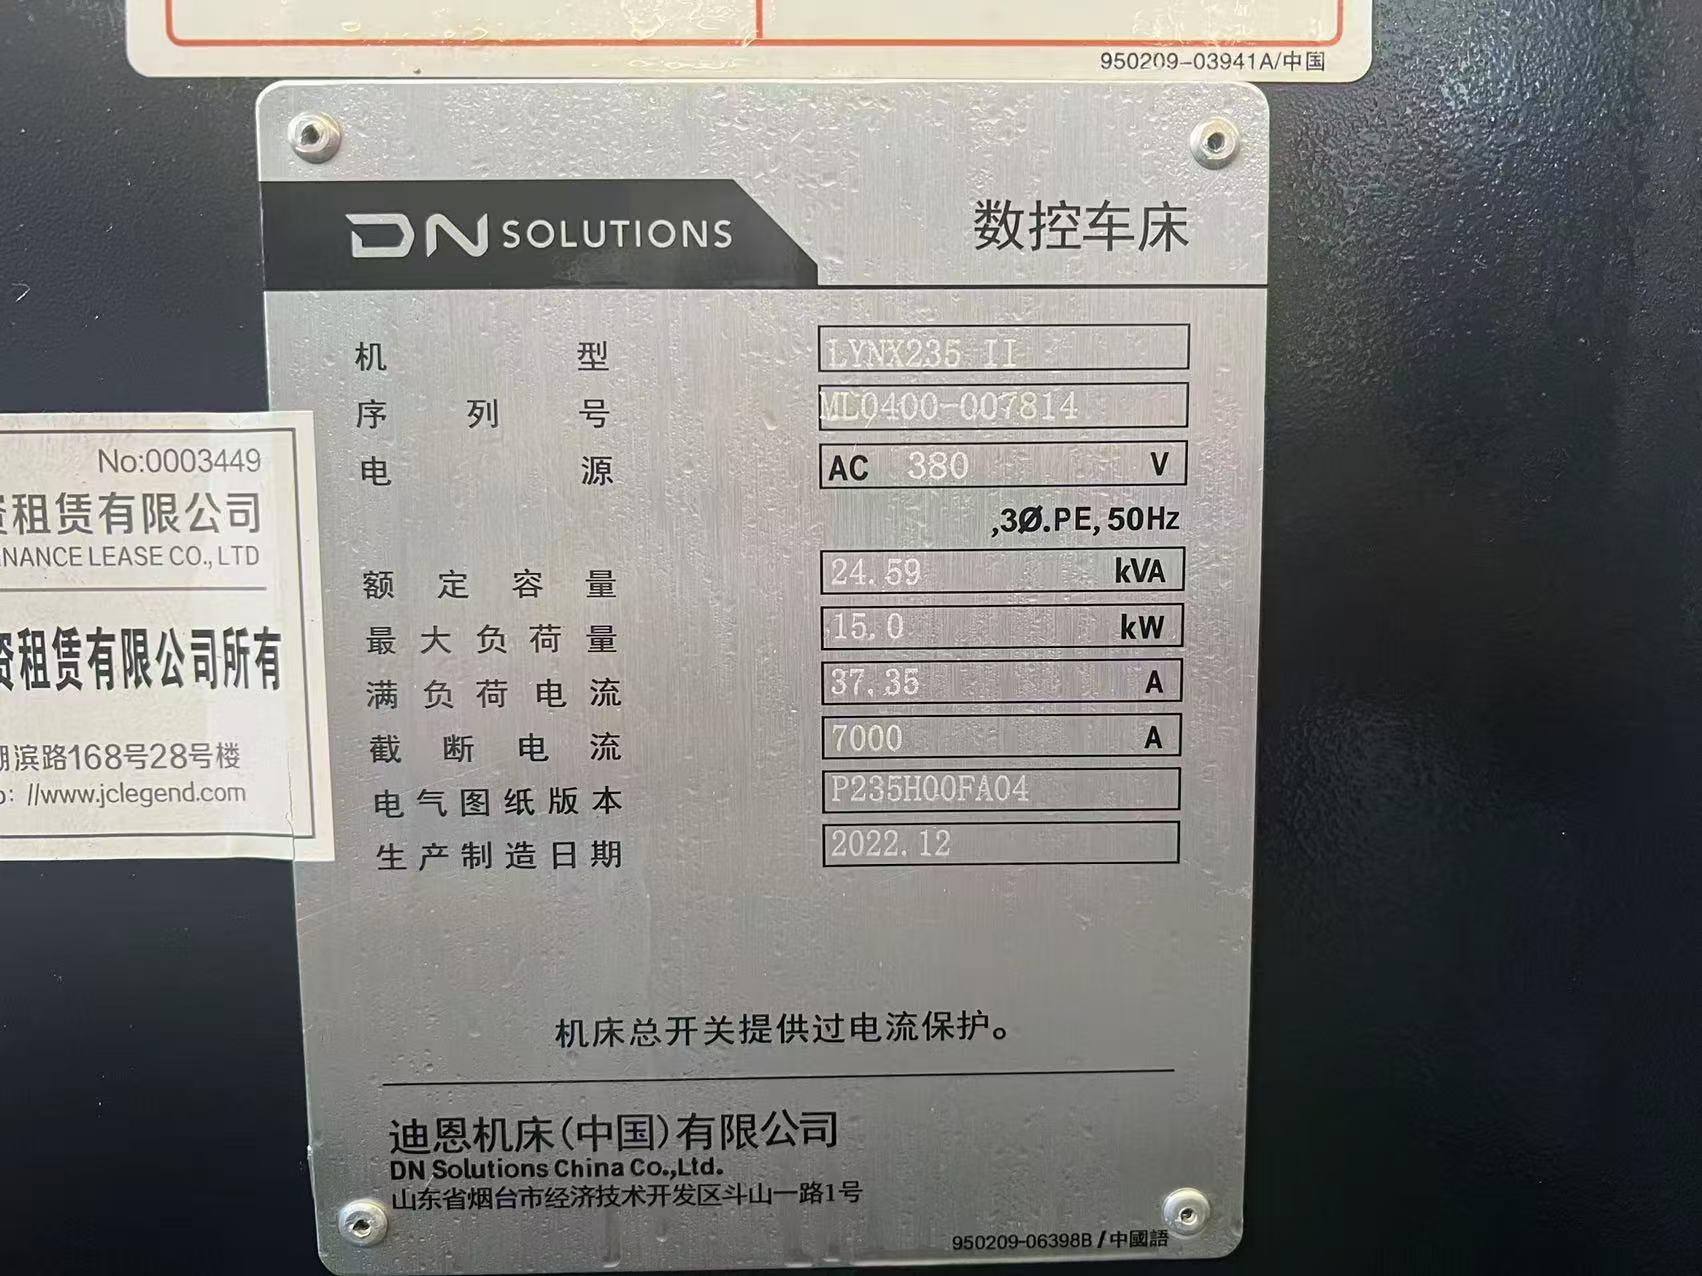 950209-03941A/中国
DN SOLUTIONS
数控车床
机型 LYNX235 II
序列号 ML0400-007814
电源 AC 380 V
,3Ø.PE, 50Hz
额定容量 24.59 kVA
最大负荷量 15.0 kW
满负荷电流 37.35 A
截断电流 7000 A
电气图纸版本 P235H00FA04
生产制造日期 2022.12
机床总开关提供过电流保护。
迪恩机床(中国)有限公司
DN Solutions China Co.,Ltd.
山东省烟台市经济技术开发区斗山一路1号
950209-06398B/中國語
No:0003449
资租赁有限公司
LEASE CO., LTD
资租赁有限公司所有
滨路168号28号楼
//www.jclegend.com